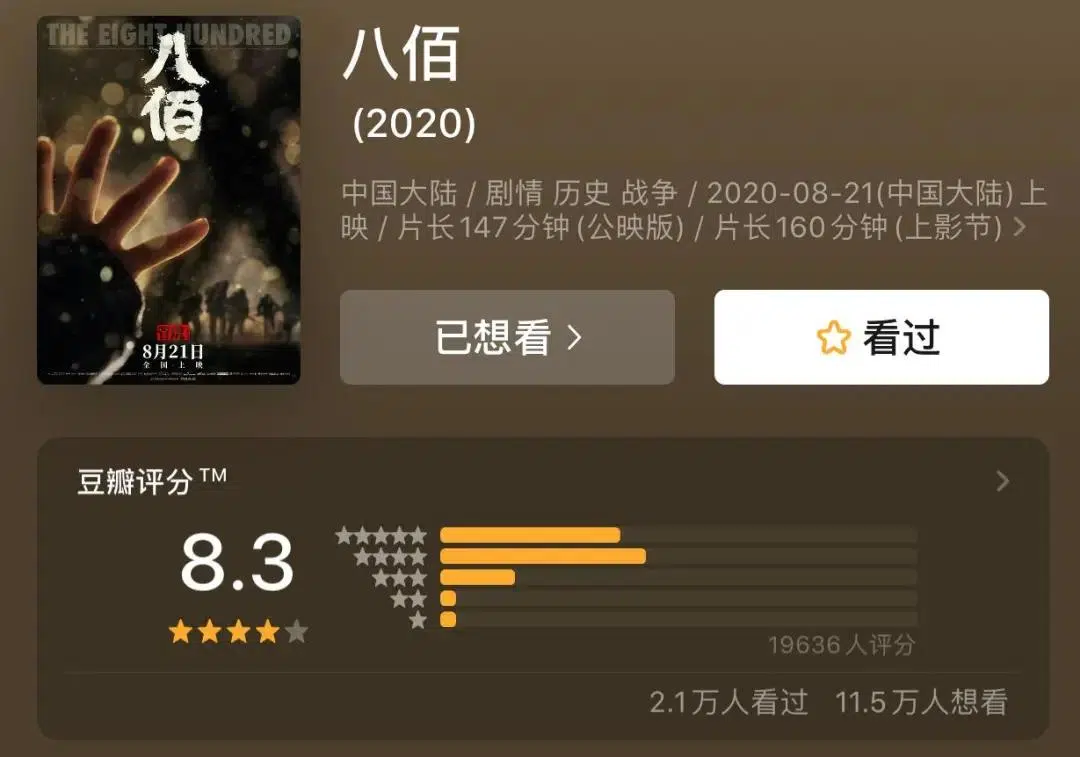 THE EIGHT HUNDRED
八
佰
8月21日
全国上映
八佰
(2020)
中国大陆 / 剧情 历史 战争 / 2020-08-21(中国大陆)上
映 / 片长147分钟(公映版) / 片长160分钟(上影节) >
已想看 >
看过
豆瓣评分™ >
8.3
19636人评分
2.1万人看过 11.5万人想看